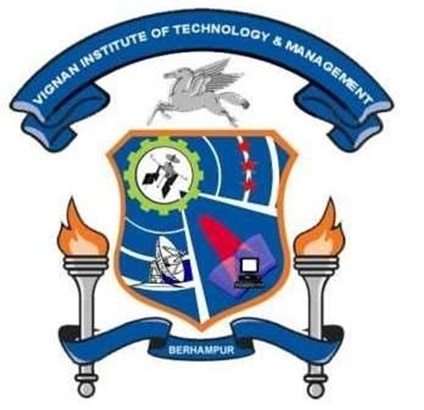 VIGNAN INSTITUTE OF TECHNOLOGY & MANAGEMENT
BERHAMPUR